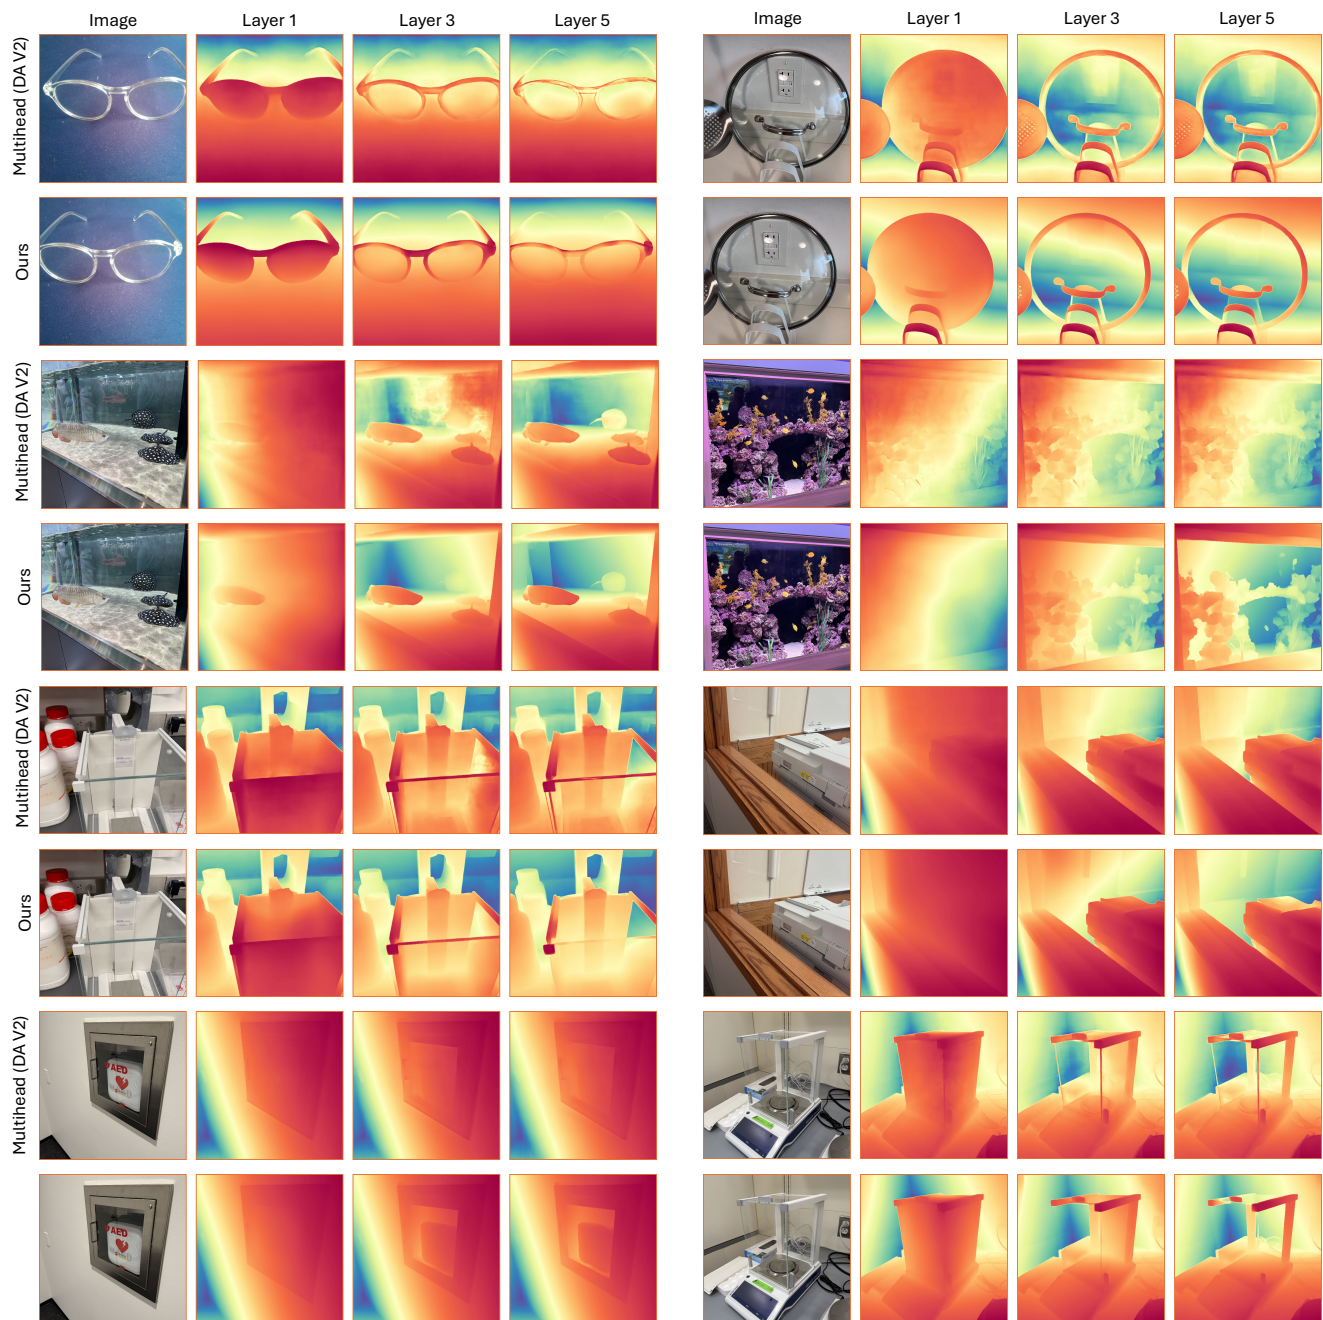 Image Layer 1 Layer 3 Layer 5 Image Layer 1 Layer 3 Layer 5
Multihead (DA V2)
Ours
Multihead (DA V2)
Ours
Multihead (DA V2)
Ours
Multihead (DA V2)
AED
AED